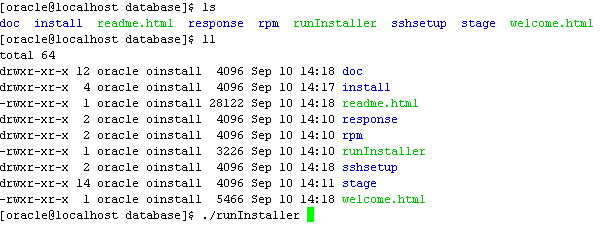 [oracle@localhost database]$ ls
doc install readme.html response rpm runInstaller sshsetup stage welcome.html
[oracle@localhost database]$ ll
total 64
drwxr-xr-x 12 oracle oinstall 4096 Sep 10 14:18 doc
drwxr-xr-x 4 oracle oinstall 4096 Sep 10 14:17 install
-rwxr-xr-x 1 oracle oinstall 28122 Sep 10 14:18 readme.html
drwxr-xr-x 2 oracle oinstall 4096 Sep 10 14:10 response
drwxr-xr-x 2 oracle oinstall 4096 Sep 10 14:10 rpm
-rwxr-xr-x 1 oracle oinstall 3226 Sep 10 14:10 runInstaller
drwxr-xr-x 2 oracle oinstall 4096 Sep 10 14:18 sshsetup
drwxr-xr-x 14 oracle oinstall 4096 Sep 10 14:11 stage
-rwxr-xr-x 1 oracle oinstall 5466 Sep 10 14:18 welcome.html
[oracle@localhost database]$ ./runInstaller